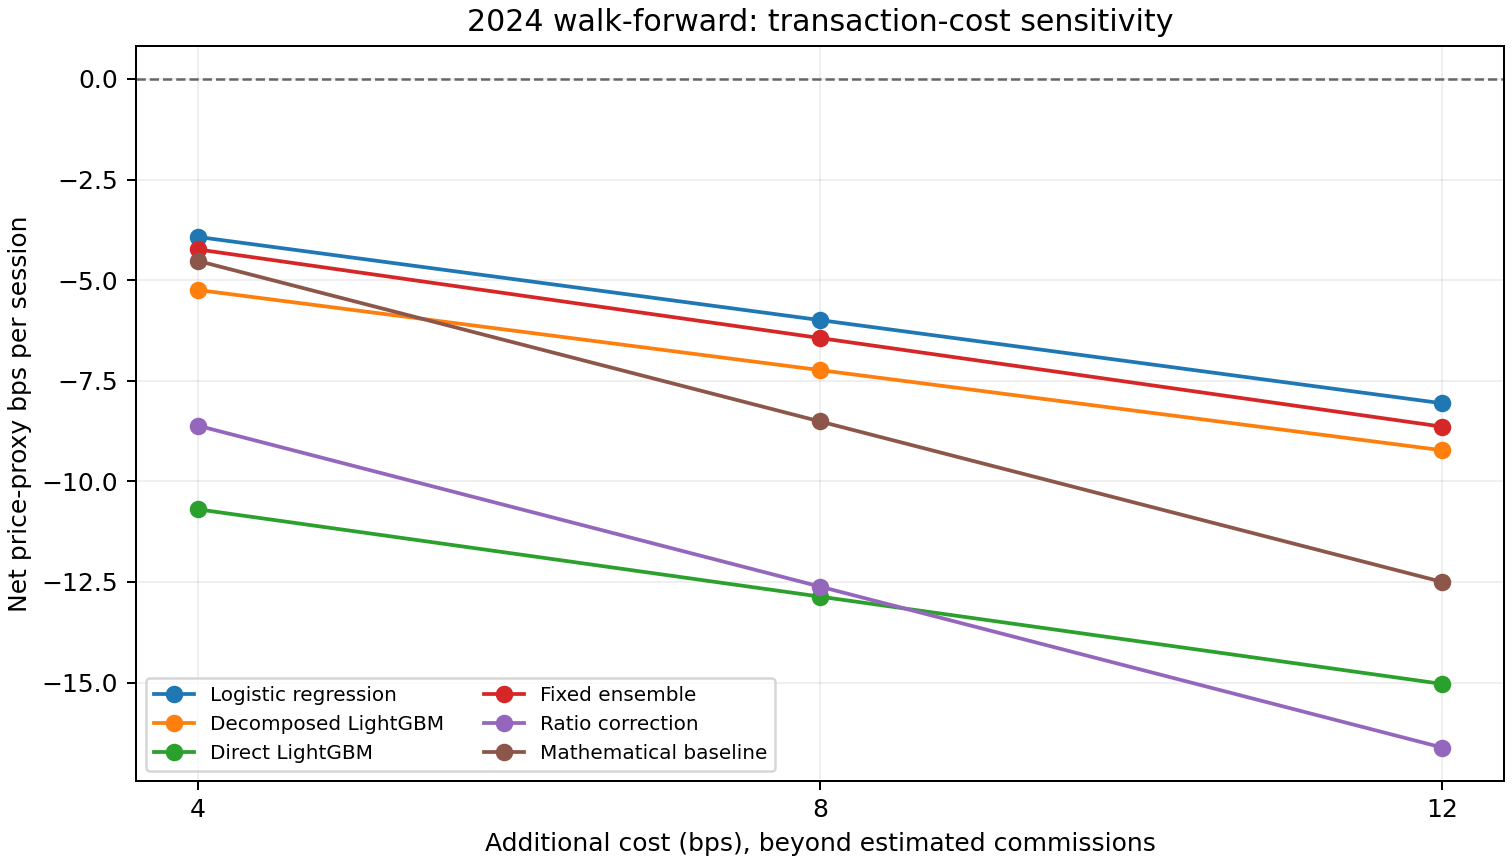 2024 walk-forward: transaction-cost sensitivity
Net price-proxy bps per session
0.0
−2.5
−5.0
−7.5
−10.0
−12.5
−15.0
Logistic regression
Decomposed LightGBM
Direct LightGBM
Fixed ensemble
Ratio correction
Mathematical baseline
4 8 12
Additional cost (bps), beyond estimated commissions